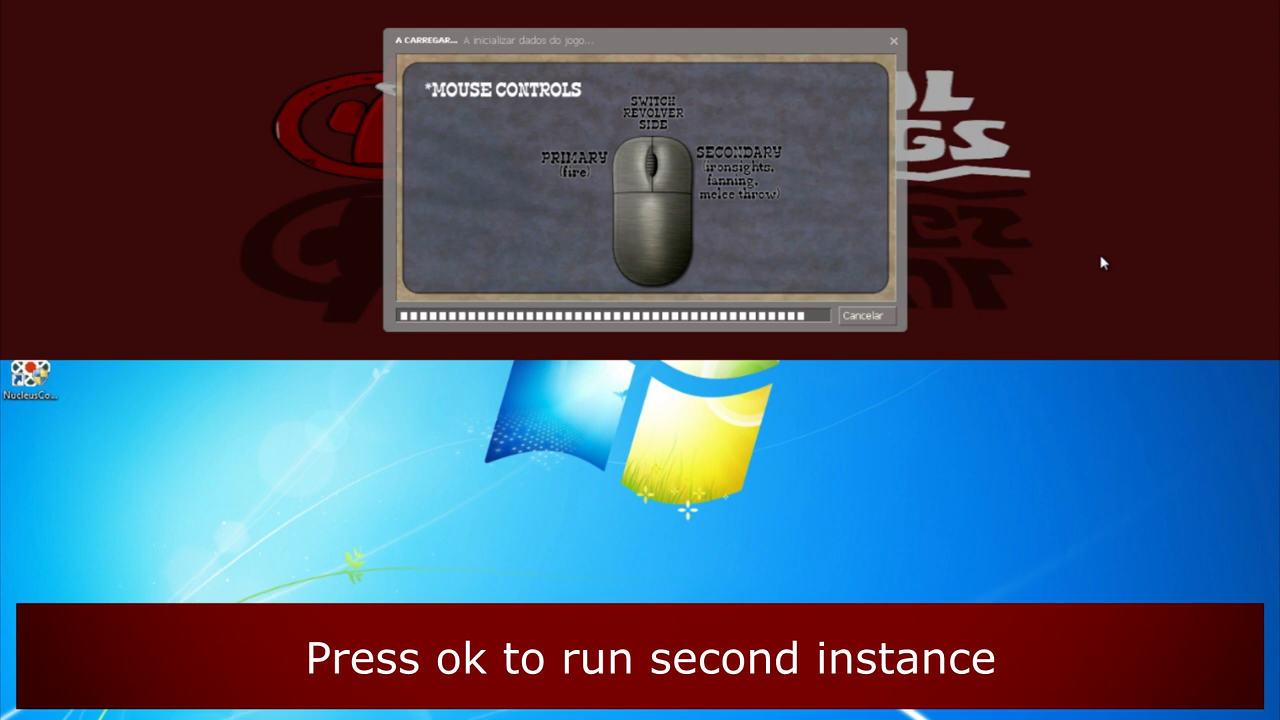 A CARREGAR... A inicializar dados do jogo...
*MOUSE CONTROLS
SWITCH
REVOLVER
SIDE
PRIMARY
(fire)
SECONDARY
(ironsights,
fanning,
melee throw)
Cancelar
NucleusCo...
Press ok to run second instance